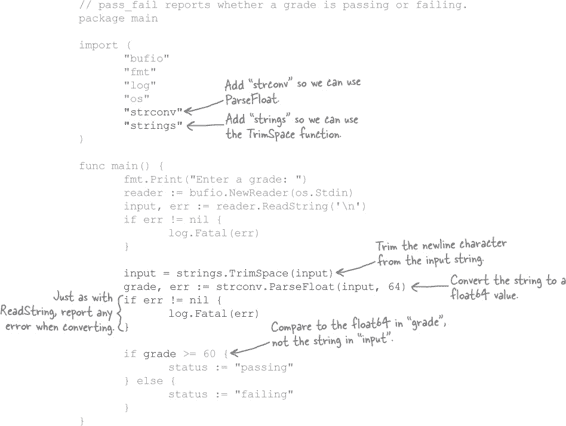 // pass_fail reports whether a grade is passing or failing.
package main
import (
"bufio"
"fmt"
"log"
"os"
"strconv"
"strings"
)
Add "strconv" so we can use
ParseFloat.
Add "strings" so we can use
the TrimSpace function.
func main() {
fmt.Print("Enter a grade: ")
reader := bufio.NewReader(os.Stdin)
input, err := reader.ReadString('\n')
if err != nil {
log.Fatal(err)
}
Trim the newline character
from the input string.
input = strings.TrimSpace(input)
grade, err := strconv.ParseFloat(input, 64)
Convert the string to a
float64 value.
Just as with
ReadString, report any
error when converting.
if err != nil {
log.Fatal(err)
}
Compare to the float64 in "grade",
not the string in "input".
if grade >= 60 {
status := "passing"
} else {
status := "failing"
}
}